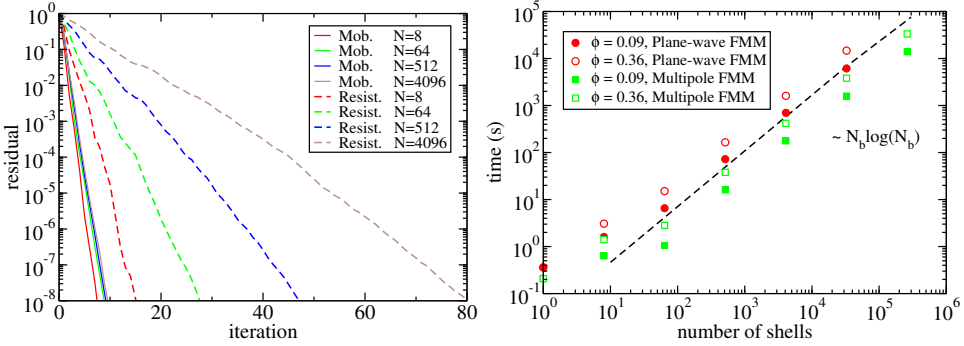 10^0
10^-1
10^-2
10^-3
10^-4
10^-5
10^-6
10^-7
10^-8
residual
0 20 40 60 80
iteration
Mob. N=8
Mob. N=64
Mob. N=512
Mob. N=4096
Resist. N=8
Resist. N=64
Resist. N=512
Resist. N=4096
10^5
10^4
10^3
10^2
10^1
10^0
10^-1
time (s)
10^0 10^1 10^2 10^3 10^4 10^5 10^6
number of shells
ϕ = 0.09, Plane-wave FMM
ϕ = 0.36, Plane-wave FMM
ϕ = 0.09, Multipole FMM
ϕ = 0.36, Multipole FMM
~ N_b log(N_b)